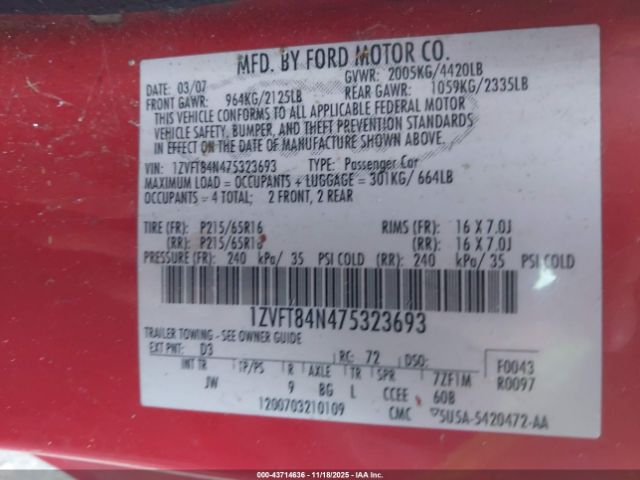 MFD. BY FORD MOTOR CO.
DATE: 03/07 GVWR: 2005KG/4420LB
FRONT GAWR: 964KG/2125LB REAR GAWR: 1059KG/2335LB
THIS VEHICLE CONFORMS TO ALL APPLICABLE FEDERAL MOTOR
VEHICLE SAFETY, BUMPER, AND THEFT PREVENTION STANDARDS
IN EFFECT ON THE DATE OF MANUFACTURE SHOWN ABOVE.
VIN: 1ZVFT84N475323693 TYPE: Passenger Car
MAXIMUM LOAD = OCCUPANTS + LUGGAGE = 301KG/ 664LB
OCCUPANTS = 4 TOTAL; 2 FRONT, 2 REAR
TIRE (FR): P215/65R16 RIMS (FR): 16 X 7.0J
(RR): P215/65R16 (RR): 16 X 7.0J
PRESSURE (FR): 240 kPa/ 35 PSI COLD (RR): 240 kPa/ 35 PSI COLD
1ZVFT84N475323693
TRAILER TOWING - SEE OWNER GUIDE
EXT PNT: D3 RC: 72 DSO: F0043
INT TR TP/PS R AXLE TR SPR 7ZF1M R0097
JW 9 BG L CCEE 60B
1200703210109 CMC 5U5A-5420472-AA
000-43714636 - 11/18/2025 - IAAI.COM